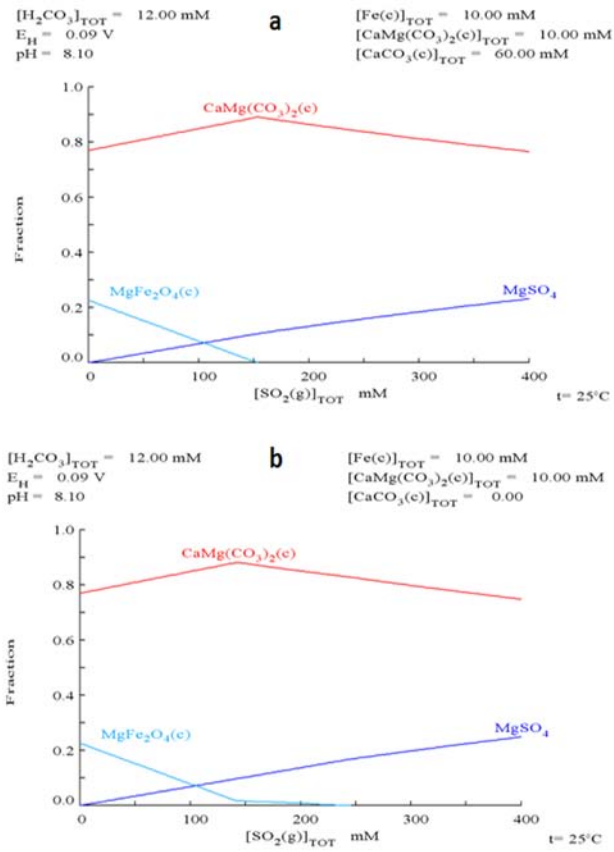 [H₂CO₃]TOT = 12.00 mM
a
[Fe(c)]TOT = 10.00 mM
E_H = 0.09 V
[CaMg(CO₃)₂(c)]TOT = 10.00 mM
pH = 8.10
[CaCO₃(c)]TOT = 60.00 mM
1.0
CaMg(CO₃)₂(c)
0.8
0.6
Fraction
0.4
MgFe₂O₄(c)
MgSO₄
0.2
0.0
0 100 200 300 400
[SO₂(g)]TOT mM
t= 25°C
[H₂CO₃]TOT = 12.00 mM
b
[Fe(c)]TOT = 10.00 mM
E_H = 0.09 V
[CaMg(CO₃)₂(c)]TOT = 10.00 mM
pH = 8.10
[CaCO₃(c)]TOT = 0.00
1.0
CaMg(CO₃)₂(c)
0.8
0.6
Fraction
0.4
MgFe₂O₄(c)
MgSO₄
0.2
0.0
0 100 200 300 400
[SO₂(g)]TOT mM
t= 25°C